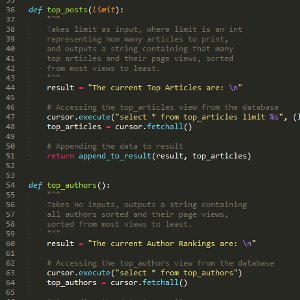 36 def top_posts(limit):
37 """
38 Takes limit as input, where limit is an int
39 representing how many articles to print,
40 and outputs a string containing that many
41 top articles and their page views, sorted
42 from most views to least.
43 """
44 result = "The current Top Articles are: \n"
45
46 # Accessing the top_articles view from the database
47 cursor.execute("select * from top_articles limit %s", (l
48 top_articles = cursor.fetchall()
49
50 # Appending the data to result
51 return append_to_result(result, top_articles)
52
53
54 def top_authors():
55 """
56 Takes no inputs, outputs a string containing
57 all authors sorted and their page views,
58 sorted from most views to least.
59 """
60 result = "The current Author Rankings are: \n"
61
62 # Accessing the top_authors view from the database
63 cursor.execute("select * from top_authors")
64 top_authors = cursor.fetchall()
65